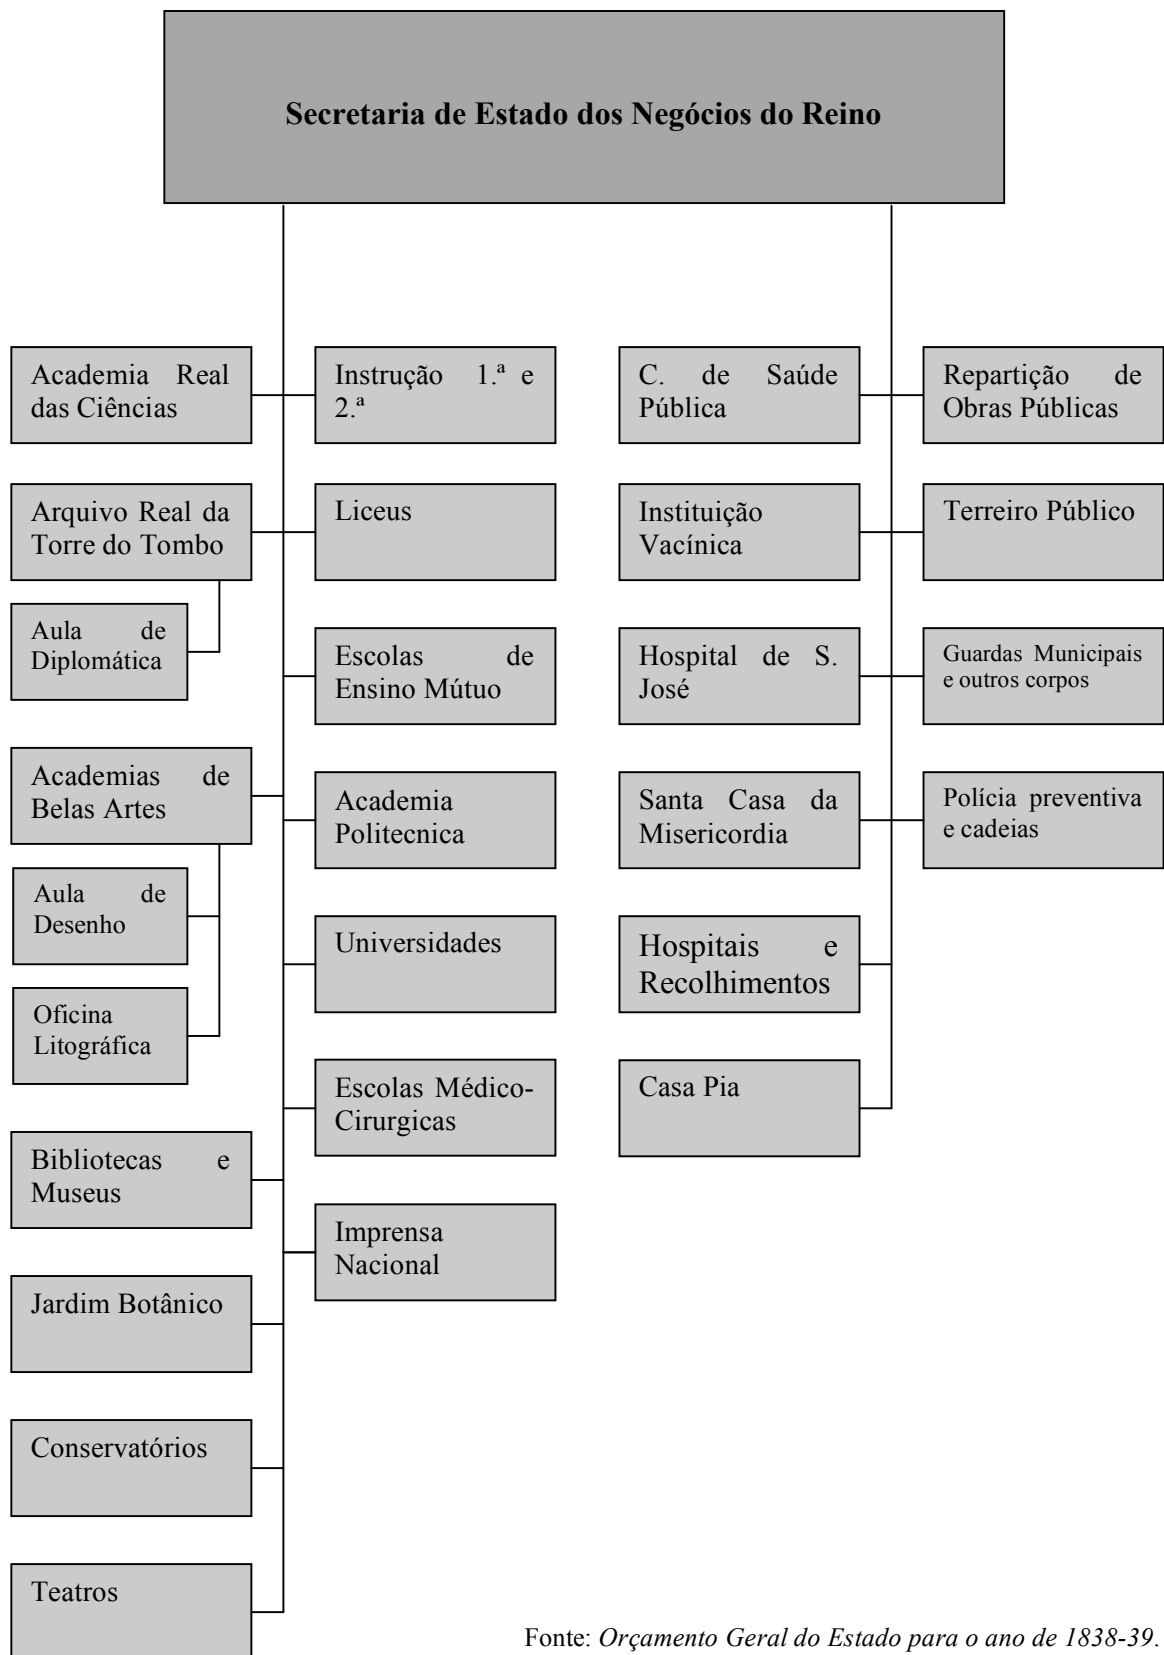 Secretaria de Estado dos Negócios do Reino
Academia Real
das Ciências
Instrução 1.ª e
2.ª
C. de Saúde
Pública
Repartição de
Obras Públicas
Arquivo Real da
Torre do Tombo
Liceus
Instituição
Vacínica
Terreiro Público
Aula de
Diplomática
Escolas de
Ensino Mútuo
Hospital de S.
José
Guardas Municipais
e outros corpos
Academias de
Belas Artes
Academia
Politecnica
Santa Casa da
Misericordia
Polícia preventiva
e cadeias
Aula de
Desenho
Universidades
Hospitais e
Recolhimentos
Oficina
Litográfica
Escolas Médico-
Cirurgicas
Casa Pia
Bibliotecas e
Museus
Imprensa
Nacional
Jardim Botânico
Conservatórios
Teatros
Fonte: Orçamento Geral do Estado para o ano de 1838-39.